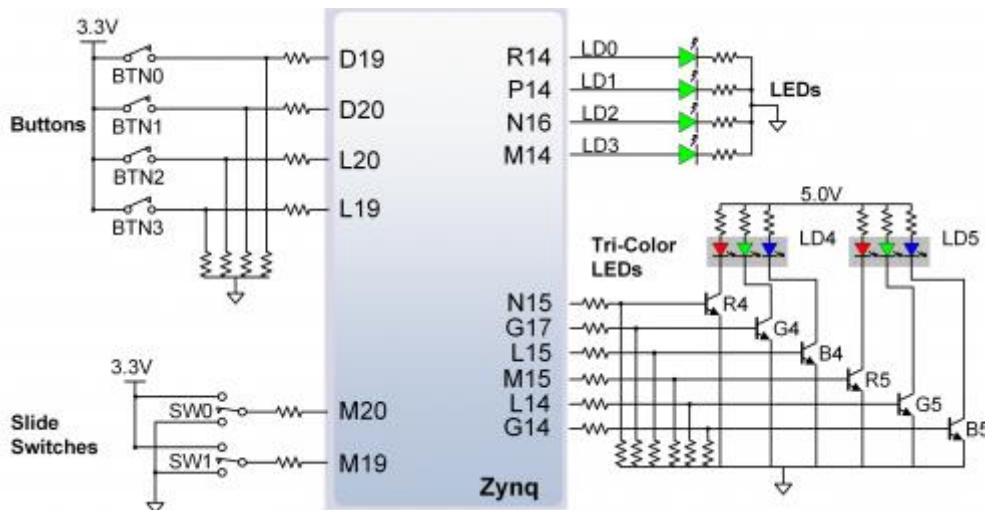 3.3V
BTN0
BTN1
BTN2
BTN3
Buttons
D19
D20
L20
L19
R14
P14
N16
M14
LD0
LD1
LD2
LD3
LEDs
5.0V
LD4
LD5
Tri-Color
LEDs
N15
G17
L15
M15
L14
G14
R4
G4
B4
R5
G5
B5
3.3V
SW0
SW1
Slide
Switches
M20
M19
Zynq